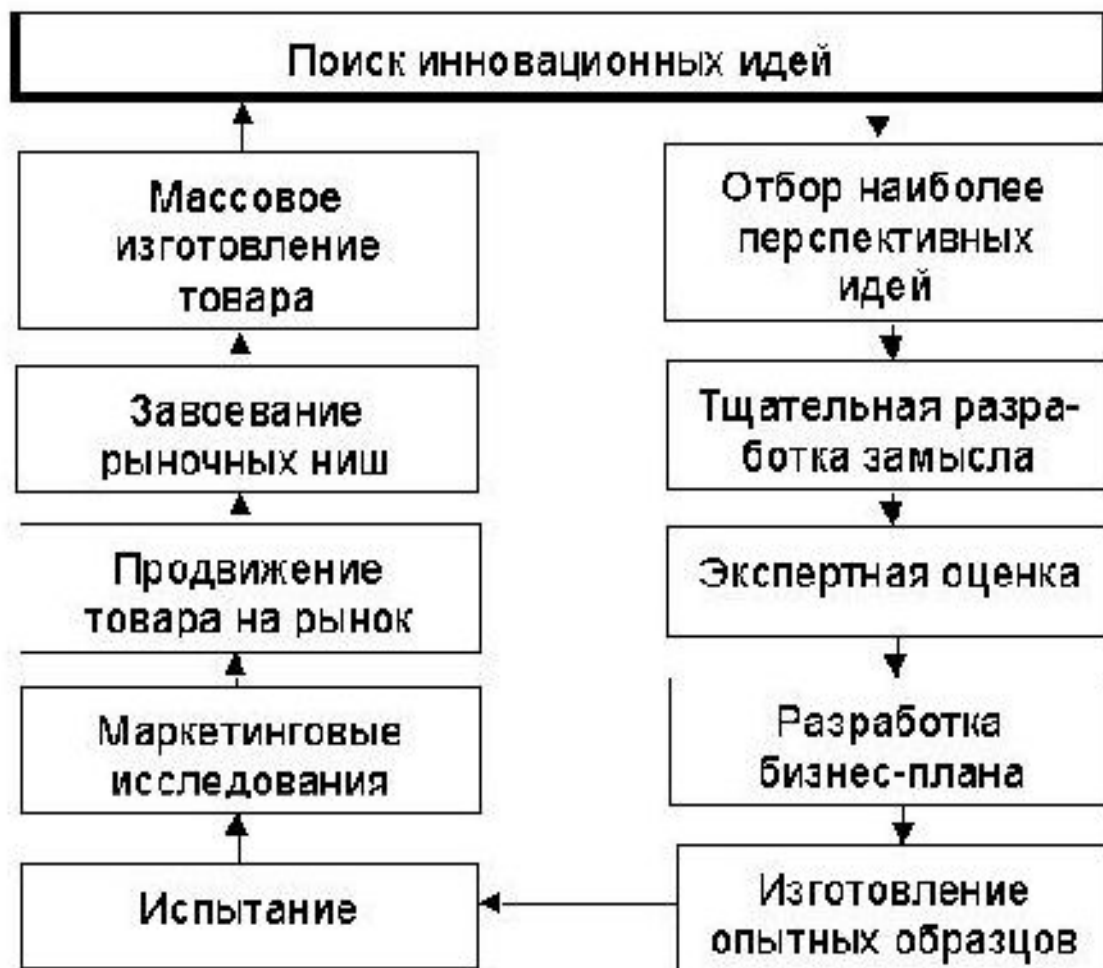 Поиск инновационных идей
Массовое
изготовление
товара
Завоевание
рыночных ниш
Продвижение
товара на рынок
Маркетинговые
исследования
Испытание
Отбор наиболее
перспективных
идей
Тщательная разра-
ботка замысла
Экспертная оценка
Разработка
бизнес-плана
Изготовление
опытных образцов